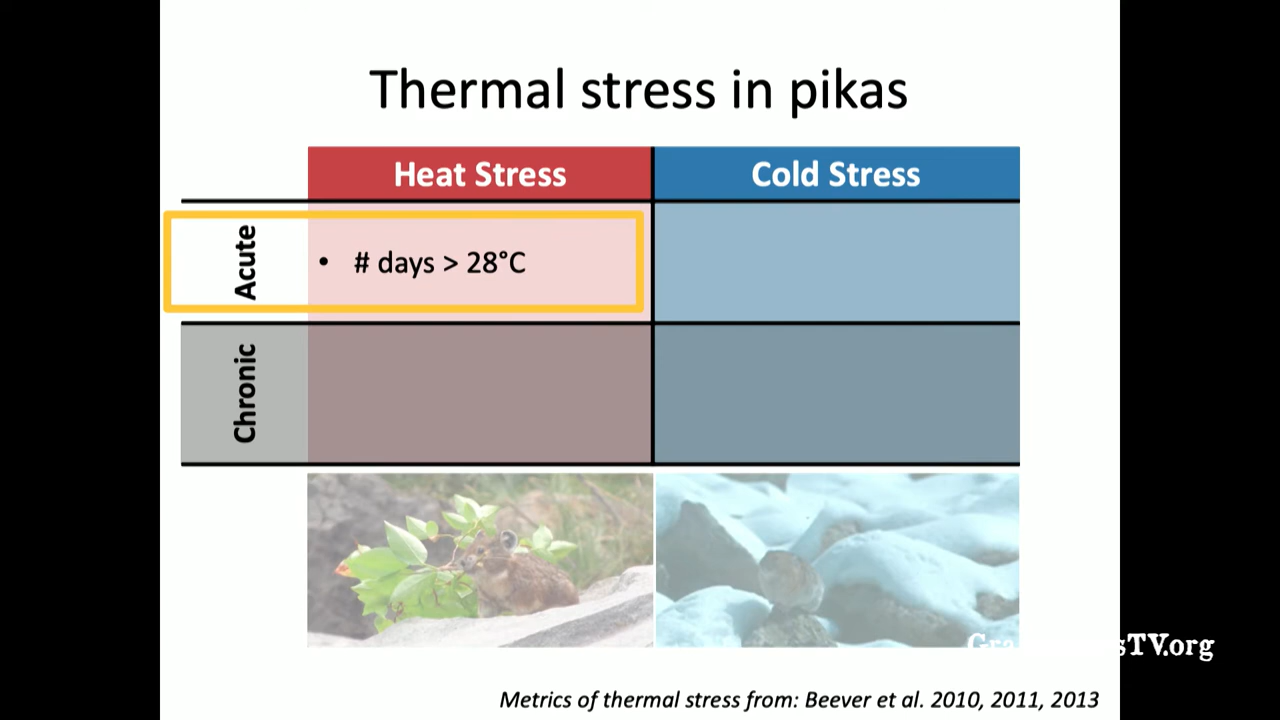 Thermal stress in pikas
Heat Stress
Cold Stress
Acute
• # days > 28°C
Chronic
sTV.org
Metrics of thermal stress from: Beever et al. 2010, 2011, 2013